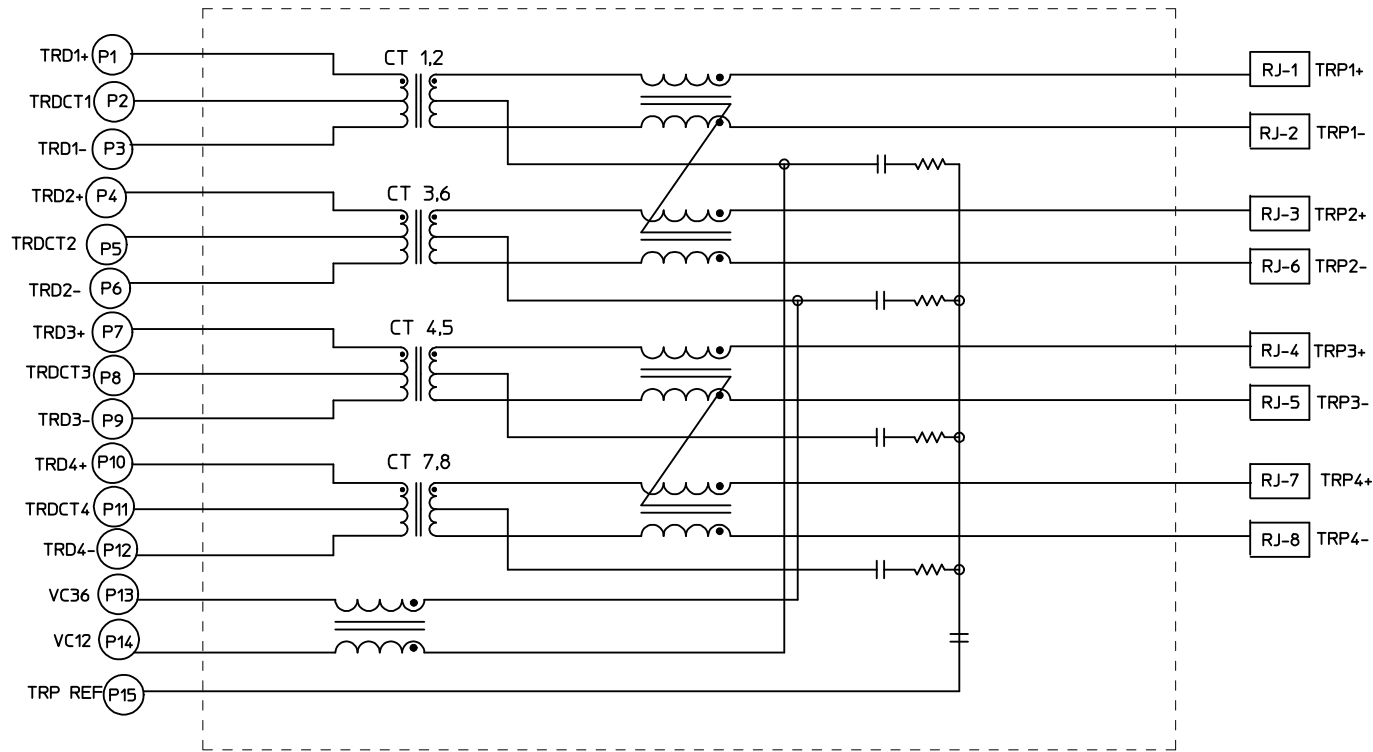 TRD1+ P1
CT 1,2
RJ-1 TRP1+
TRDCT1 P2
RJ-2 TRP1-
TRD1- P3
TRD2+ P4
CT 3,6
RJ-3 TRP2+
TRDCT2 P5
RJ-6 TRP2-
TRD2- P6
TRD3+ P7
CT 4,5
RJ-4 TRP3+
TRDCT3 P8
RJ-5 TRP3-
TRD3- P9
TRD4+ P10
CT 7,8
RJ-7 TRP4+
TRDCT4 P11
RJ-8 TRP4-
TRD4- P12
VC36 P13
VC12 P14
TRP REF P15